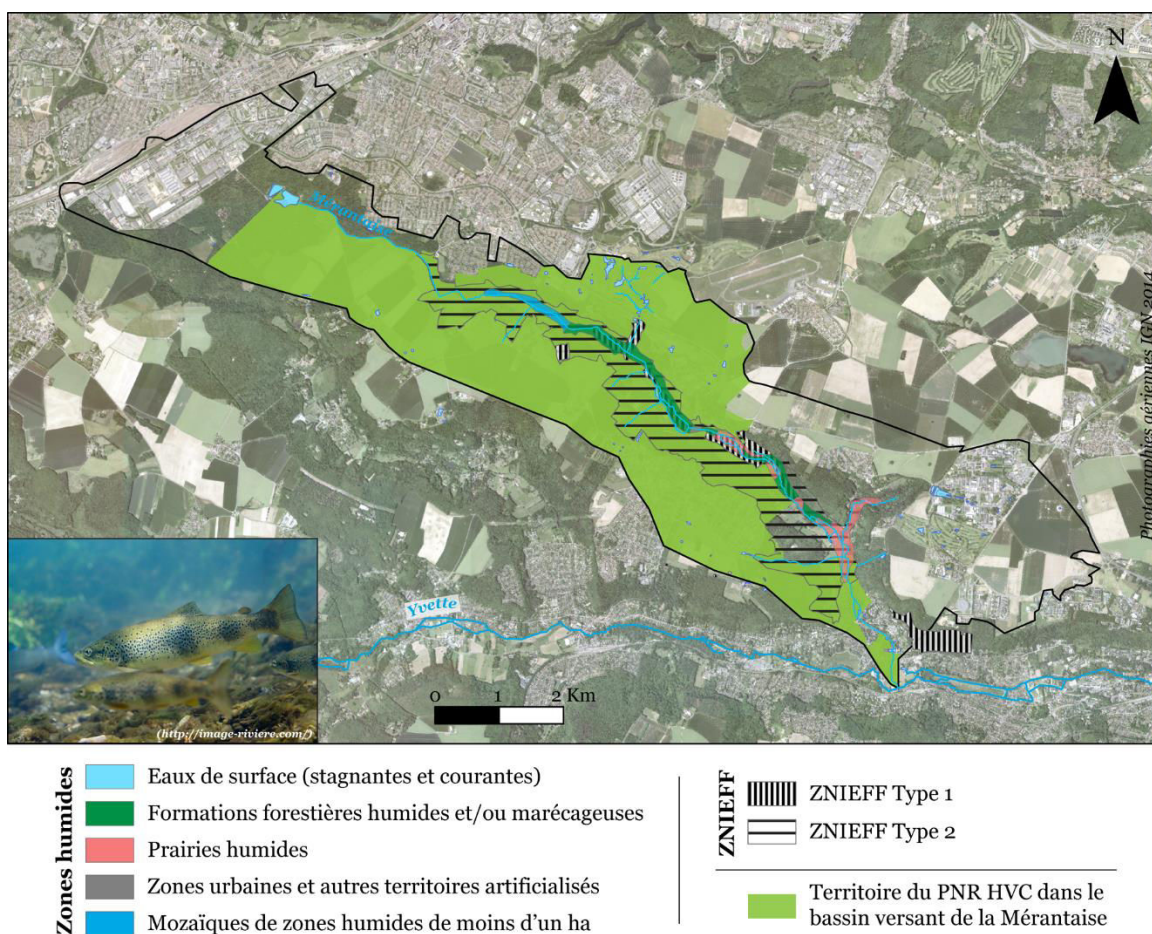 N
Mérantaise
Photographies aériennes IGN 2014
Yvette
0 1 2 Km
(http://image-riviere.com/)
Zones humides
Eaux de surface (stagnantes et courantes)
Formations forestières humides et/ou marécageuses
Prairies humides
Zones urbaines et autres territoires artificialisés
Mozaïques de zones humides de moins d'un ha
ZNIEFF
ZNIEFF Type 1
ZNIEFF Type 2
Territoire du PNR HVC dans le
bassin versant de la Mérantaise